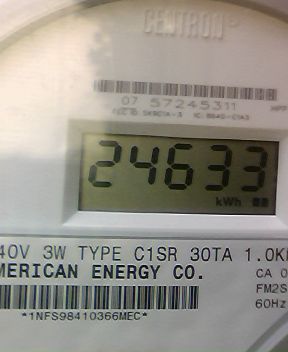 CENTRON
07 57245311
24633
kWh
40V 3W TYPE C1SR 30TA 1.0K
MERICAN ENERGY CO.
CA 0
FM2S
60Hz
*1NFS98410366MEC*